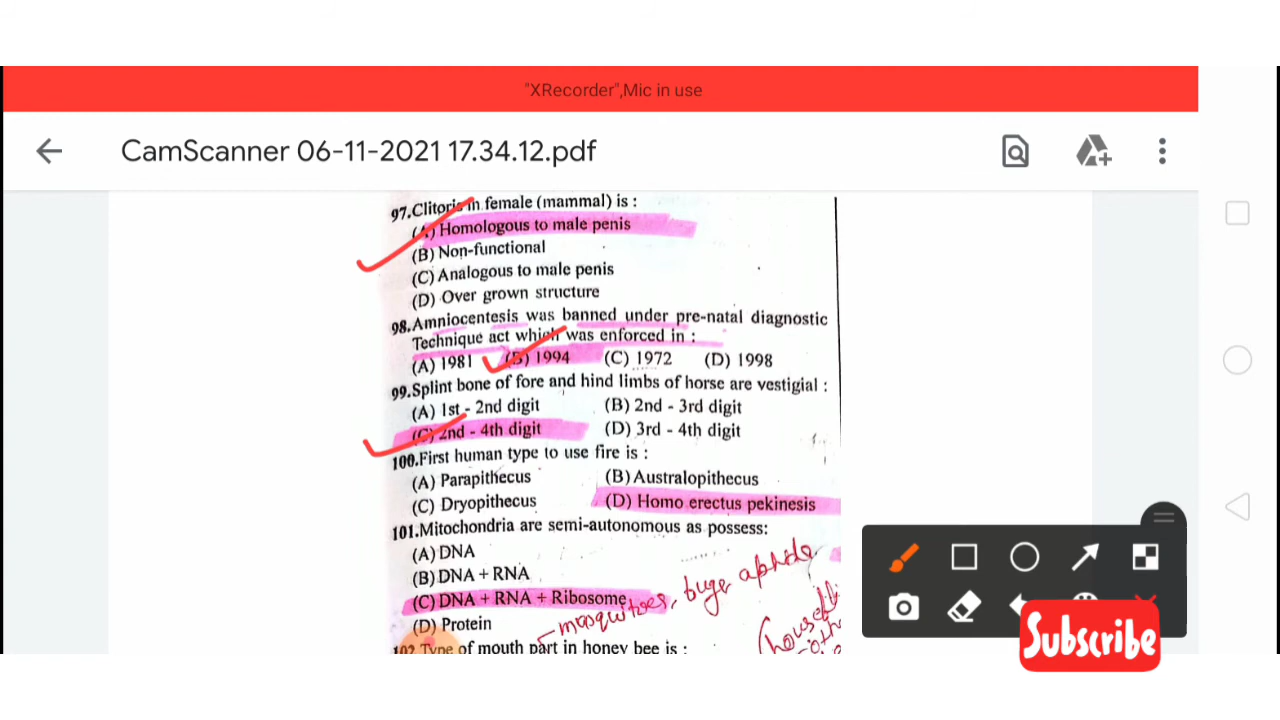 "XRecorder",Mic in use
CamScanner 06-11-2021 17.34.12.pdf
97.Clitoris in female (mammal) is :
(A) Homologous to male penis
(B) Non-functional
(C) Analogous to male penis
(D) Over grown structure
98.Amniocentesis was banned under pre-natal diagnostic
Technique act which was enforced in :
(A) 1981 (B) 1994 (C) 1972 (D) 1998
99.Splint bone of fore and hind limbs of horse are vestigial :
(A) 1st - 2nd digit (B) 2nd - 3rd digit
(C) 2nd - 4th digit (D) 3rd - 4th digit
100.First human type to use fire is :
(A) Parapithecus (B) Australopithecus
(C) Dryopithecus (D) Homo erectus pekinesis
101.Mitochondria are semi-autonomous as possess:
(A) DNA
(B) DNA + RNA
(C) DNA + RNA + Ribosome
(D) Protein
mosquitoes, bugs aphids
102.Type of mouth part in honey bee is :
Subscribe